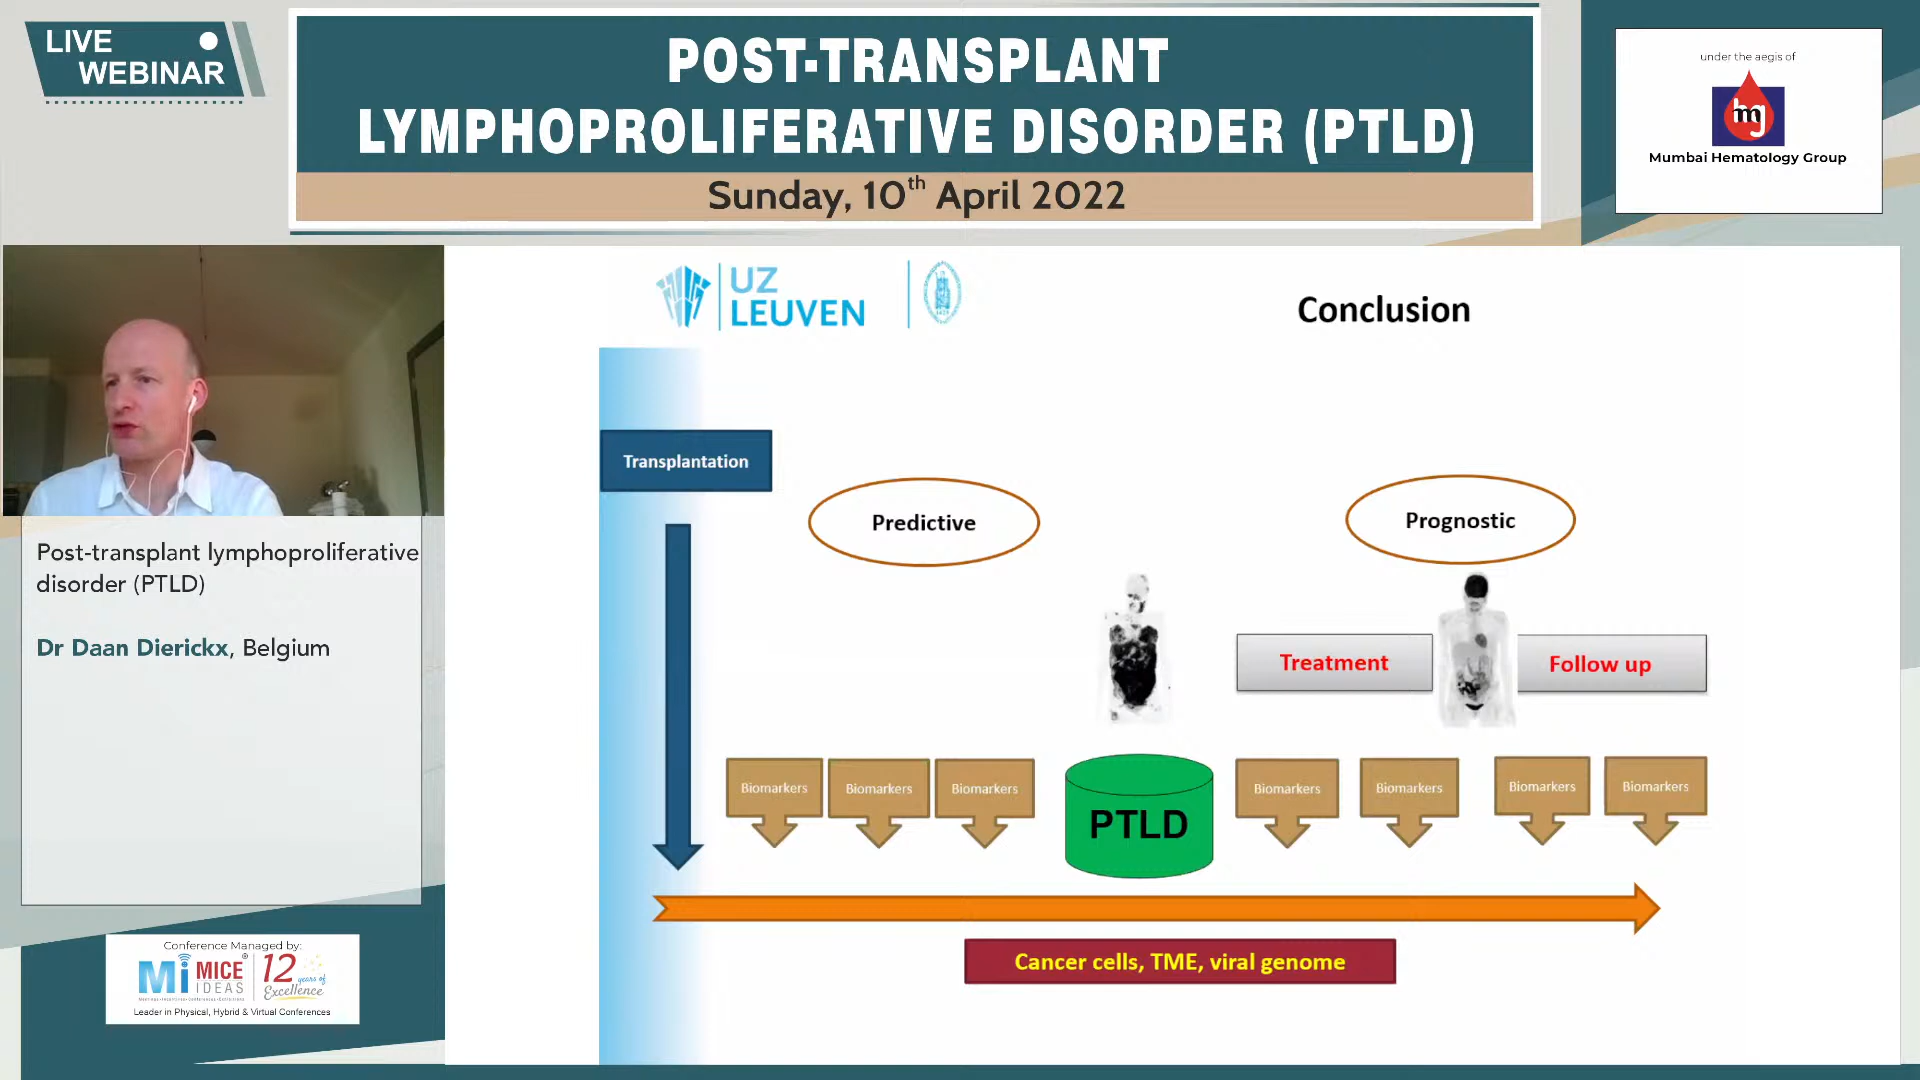 LIVE
WEBINAR
POST-TRANSPLANT
LYMPHOPROLIFERATIVE DISORDER (PTLD)
Sunday, 10th April 2022
under the aegis of
mg
Mumbai Hematology Group
UZ
LEUVEN
Conclusion
Transplantation
Predictive
Prognostic
Treatment
Follow up
Biomarkers
Biomarkers
Biomarkers
PTLD
Biomarkers
Biomarkers
Biomarkers
Biomarkers
Cancer cells, TME, viral genome
Post-transplant lymphoproliferative
disorder (PTLD)
Dr Daan Dierickx, Belgium
Conference Managed by:
Mi MICE
IDEAS
12 years of
Excellence
Leader in Physical, Hybrid & Virtual Conferences